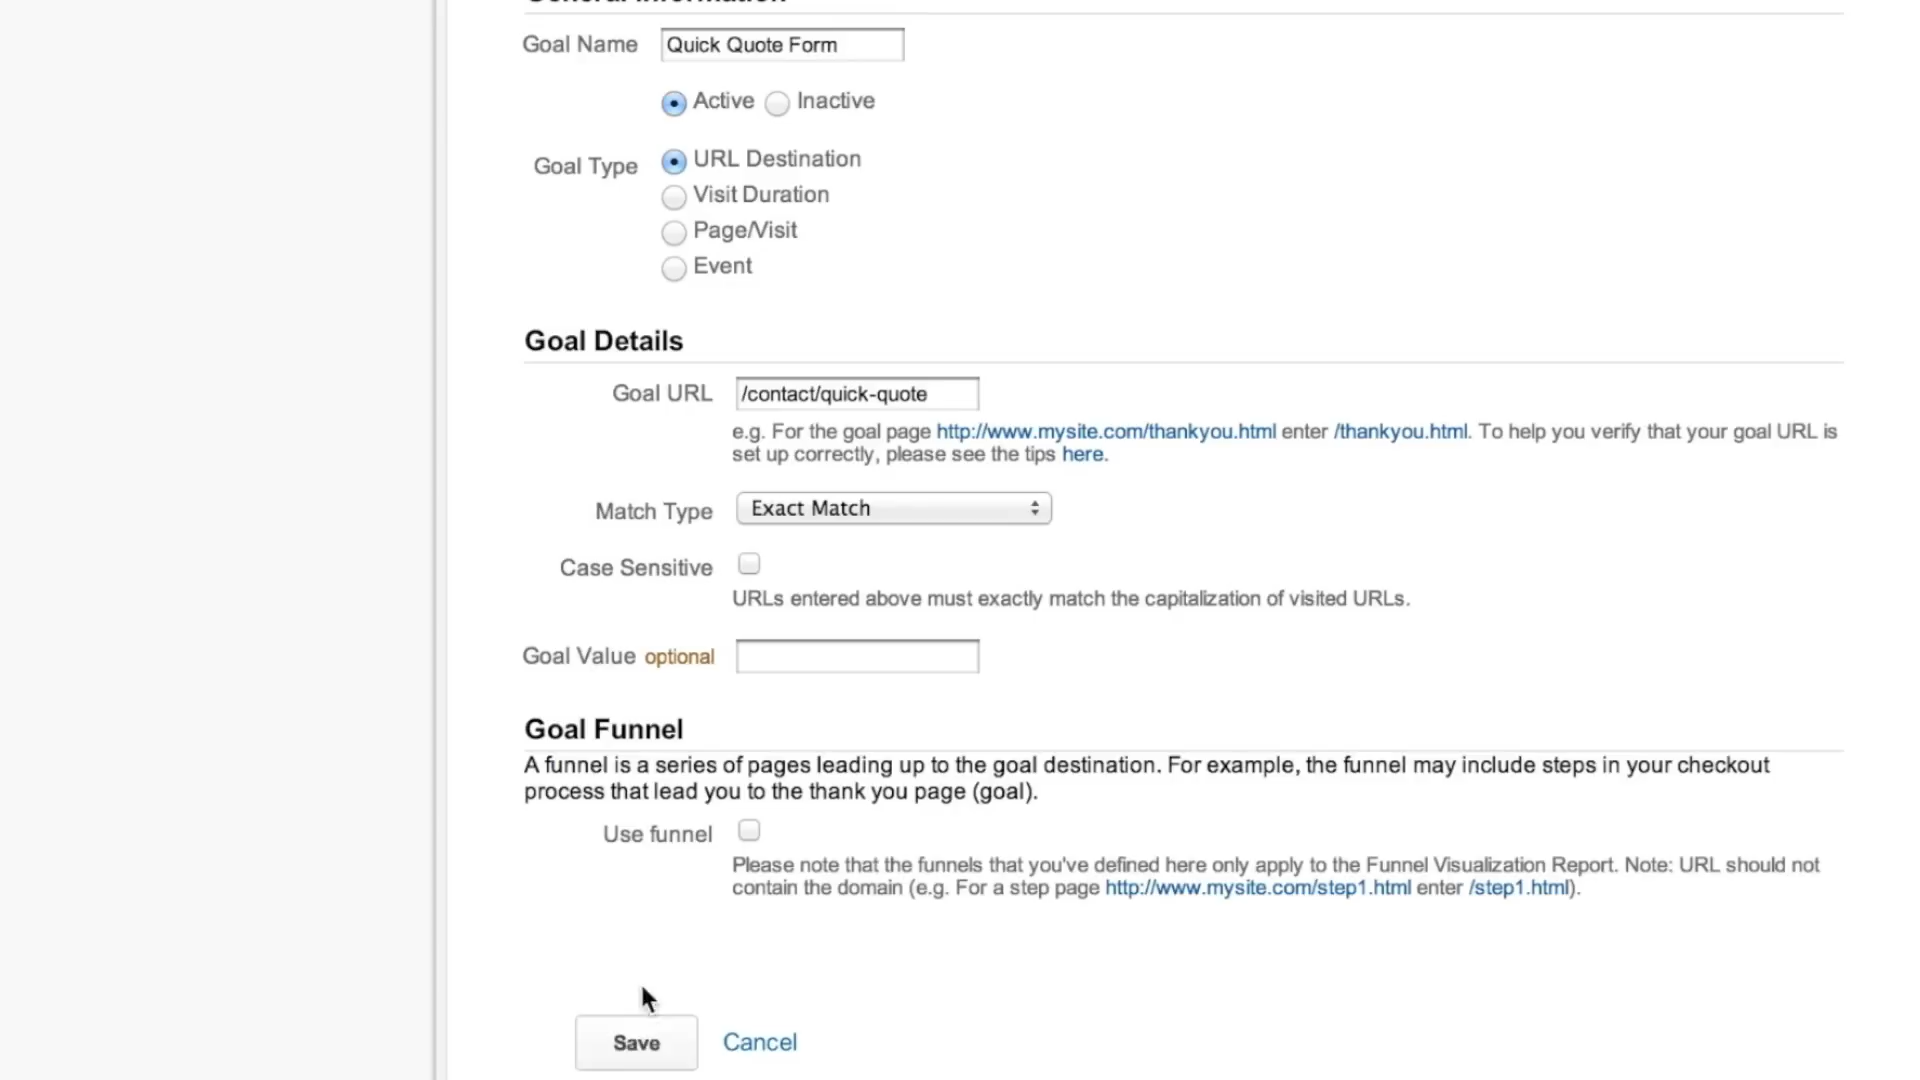 General Information
Goal Name Quick Quote Form
Active Inactive
Goal Type URL Destination
Visit Duration
Page/Visit
Event
Goal Details
Goal URL /contact/quick-quote
e.g. For the goal page http://www.mysite.com/thankyou.html enter /thankyou.html. To help you verify that your goal URL is
set up correctly, please see the tips here.
Match Type Exact Match
Case Sensitive
URLs entered above must exactly match the capitalization of visited URLs.
Goal Value optional
Goal Funnel
A funnel is a series of pages leading up to the goal destination. For example, the funnel may include steps in your checkout
process that lead you to the thank you page (goal).
Use funnel
Please note that the funnels that you've defined here only apply to the Funnel Visualization Report. Note: URL should not
contain the domain (e.g. For a step page http://www.mysite.com/step1.html enter /step1.html).
Save Cancel